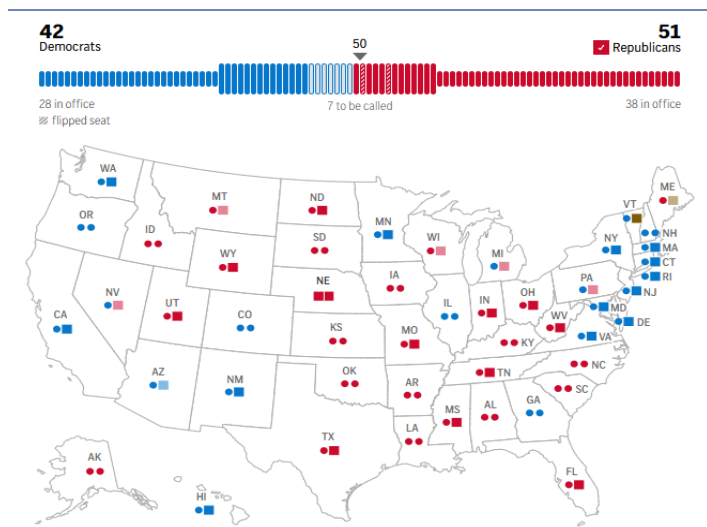 42
Democrats
50
51
Republicans
28 in office
7 to be called
38 in office
flipped seat
WA
MT
ND
MN
VT
ME
OR
ID
WY
SD
WI
MI
NY
NH
MA
CT
RI
NV
UT
NE
IA
PA
NJ
CA
CO
KS
IL
IN
OH
WV
MD
DE
VA
MO
KY
AZ
NM
OK
AR
TN
NC
SC
TX
LA
MS
AL
GA
AK
HI
FL